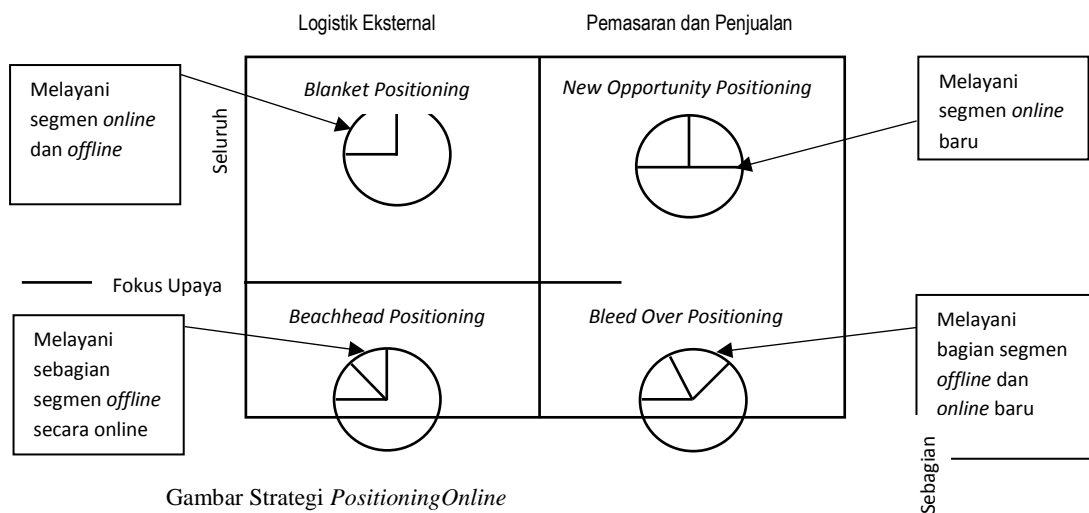 Logistik Eksternal
Pemasaran dan Penjualan
Melayani
segmen online
dan offline
Seluruh
Blanket Positioning
New Opportunity Positioning
Melayani
segmen online
baru
Fokus Upaya
Beachhead Positioning
Bleed Over Positioning
Melayani
sebagian
segmen offline
secara online
Melayani
bagian segmen
offline dan
online baru
Sebagian
Gambar Strategi PositioningOnline